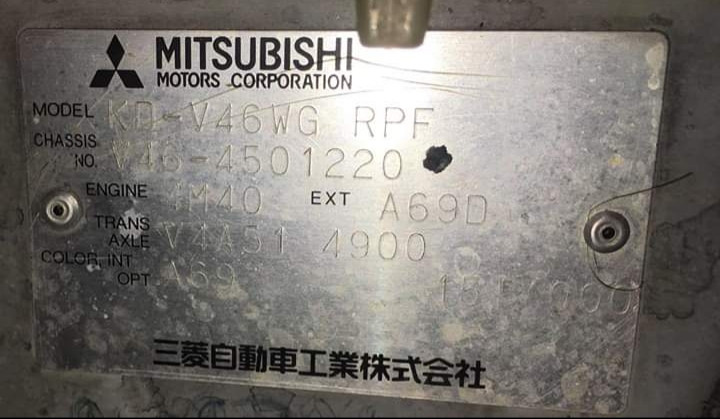 MITSUBISHI
MOTORS CORPORATION
MODEL KD-V46WG RPF
CHASSIS NO. V46-4501220
ENGINE 4M40 EXT A69D
TRANS AXLE V4A51 4900
COLOR, INT OPT A69
三菱自動車工業株式会社